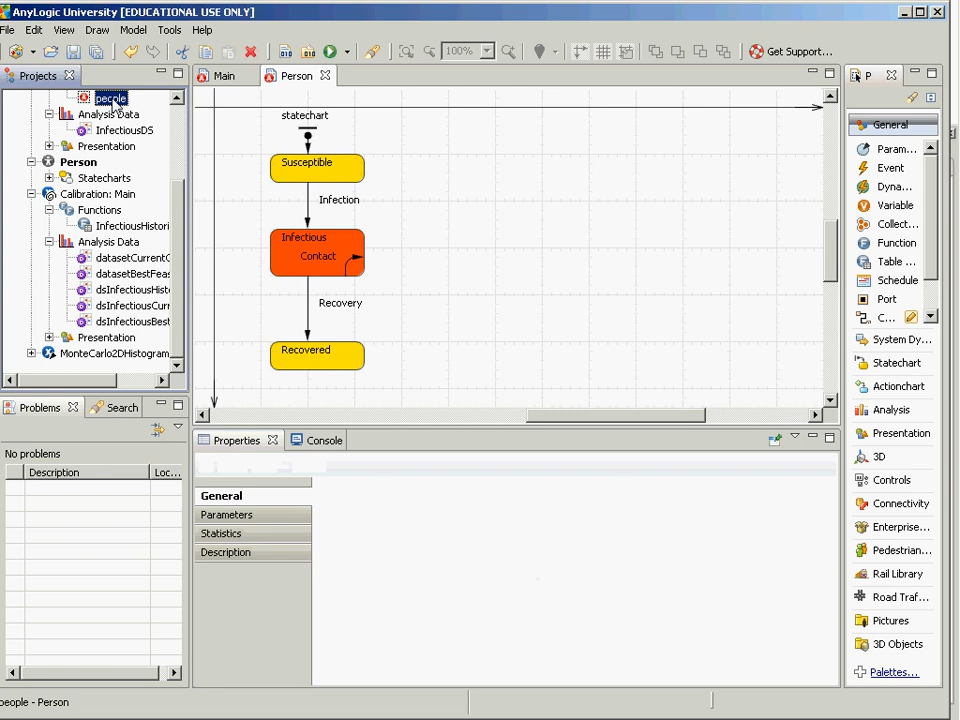 AnyLogic University [EDUCATIONAL USE ONLY]
File Edit View Draw Model Tools Help
100%
Get Support...
Projects
people
Analysis Data
InfectiousDS
Presentation
Person
Statecharts
Calibration: Main
Functions
InfectiousHistori
Analysis Data
datasetCurrentC
datasetBestFeas
dsInfectiousHist
dsInfectiousCurr
dsInfectiousBest
Presentation
MonteCarlo2DHistogram
Main
Person
statechart
Susceptible
Infection
Infectious
Contact
Recovery
Recovered
P
General
Param...
Event
Dyna...
Variable
Collect...
Function
Table ...
Schedule
Port
C...
System Dy...
Statechart
Actionchart
Analysis
Presentation
3D
Controls
Connectivity
Enterprise...
Pedestrian...
Rail Library
Road Traf...
Pictures
3D Objects
Palettes...
Problems
Search
No problems
Description
Loc...
Properties
Console
General
Parameters
Statistics
Description
people - Person